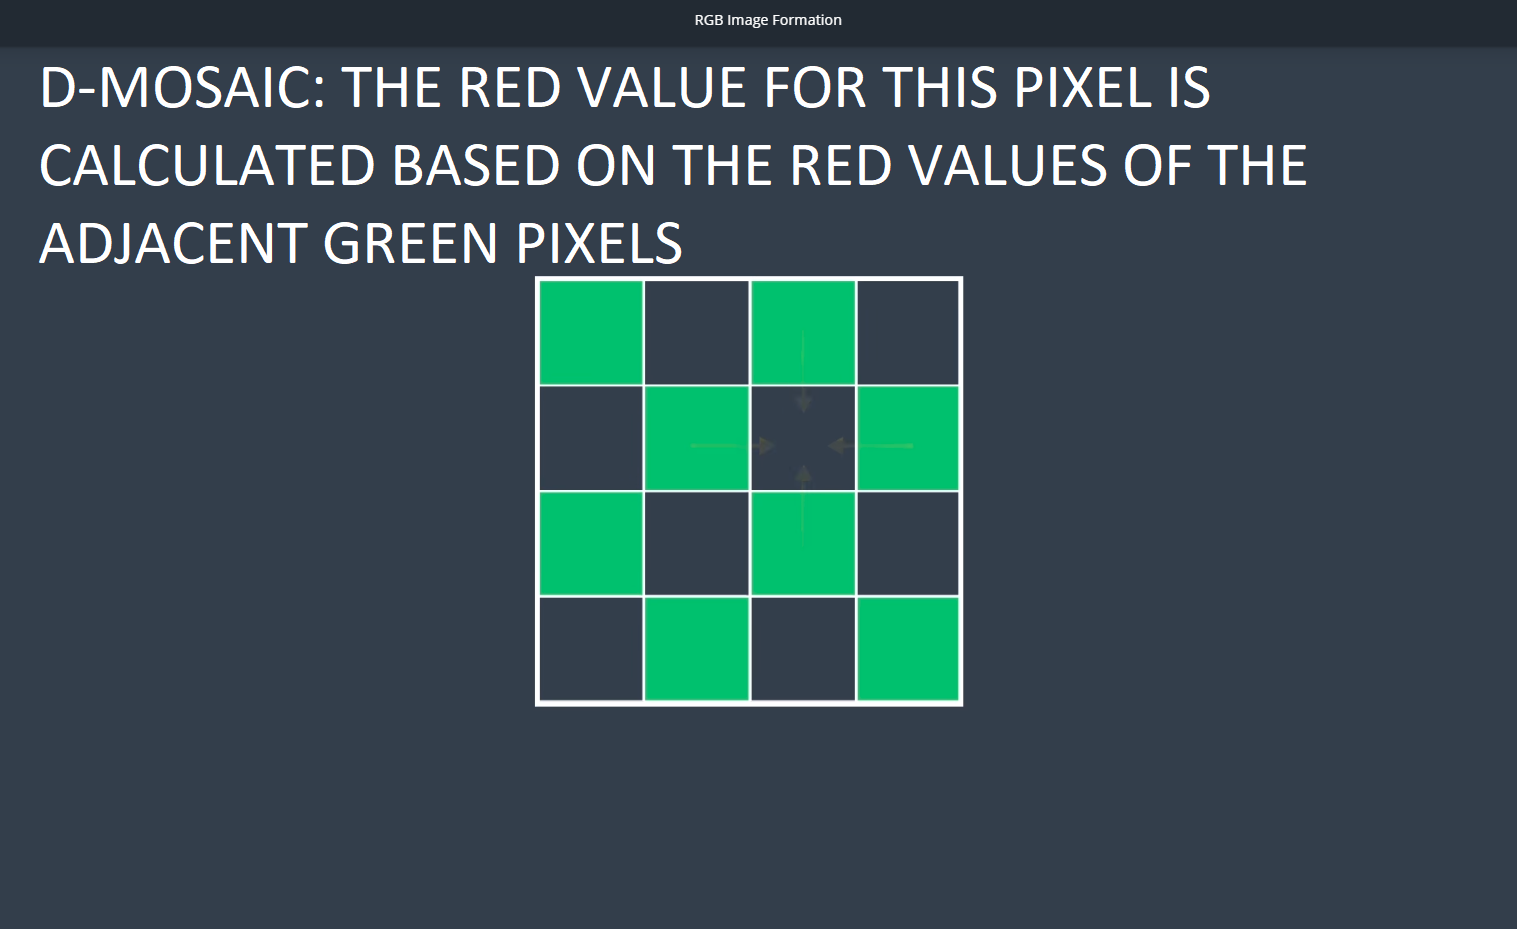 RGB Image Formation
D-MOSAIC: THE RED VALUE FOR THIS PIXEL IS
CALCULATED BASED ON THE RED VALUES OF THE
ADJACENT GREEN PIXELS